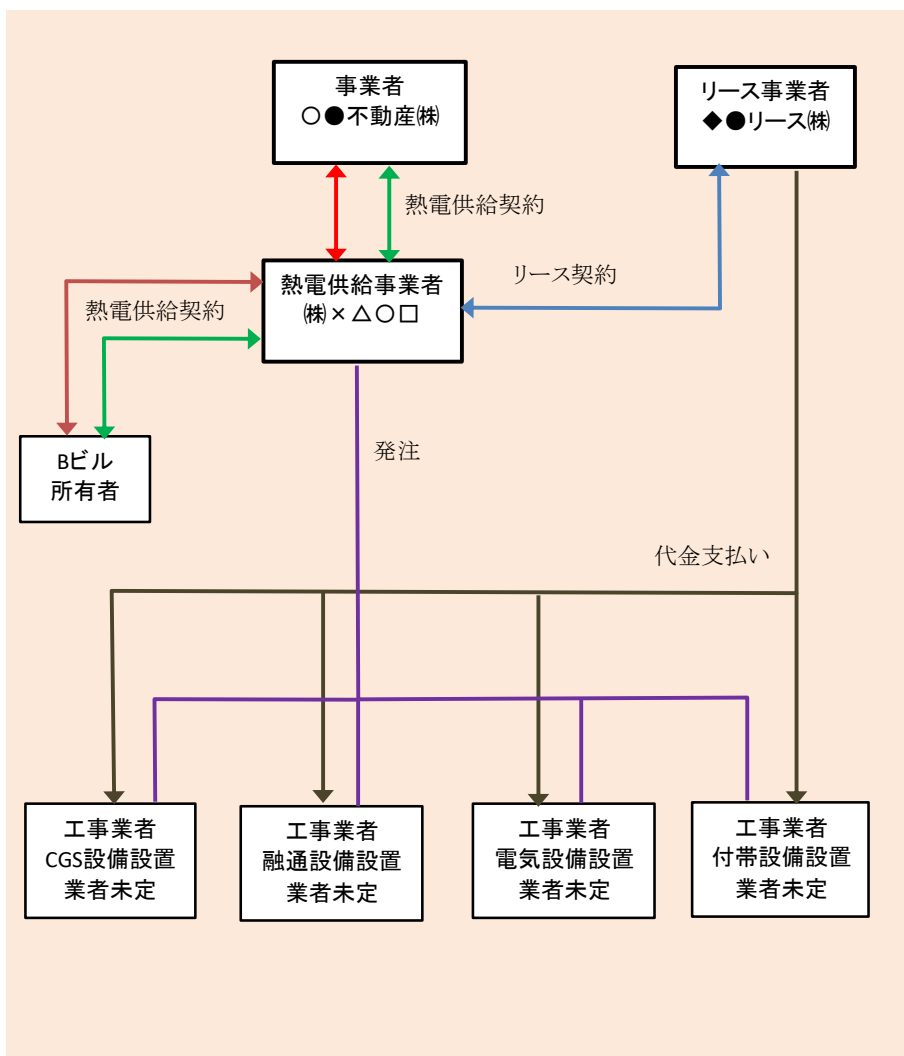 事業者
○●不動産㈱
リース事業者
◆●リース㈱
熱電供給契約
熱電供給事業者
㈱×△○□
リース契約
熱電供給契約
Bビル
所有者
発注
代金支払い
工事業者
CGS設備設置
業者未定
工事業者
融通設備設置
業者未定
工事業者
電気設備設置
業者未定
工事業者
付帯設備設置
業者未定